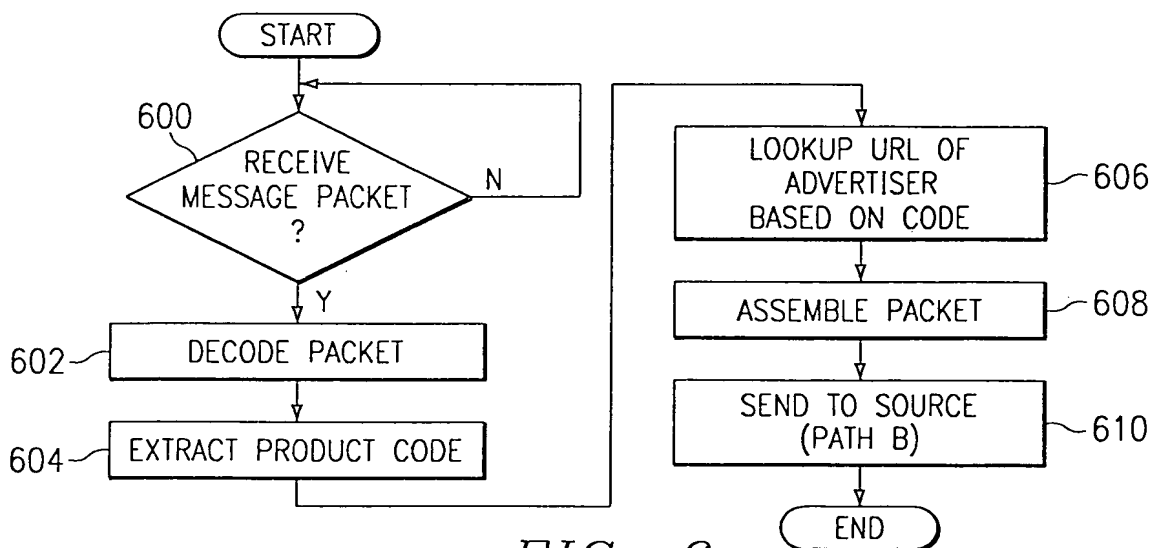 START
600
RECEIVE
MESSAGE PACKET
?
N
Y
602
DECODE PACKET
604
EXTRACT PRODUCT CODE
LOOKUP URL OF
ADVERTISER
BASED ON CODE
606
ASSEMBLE PACKET
608
SEND TO SOURCE
(PATH B)
610
END